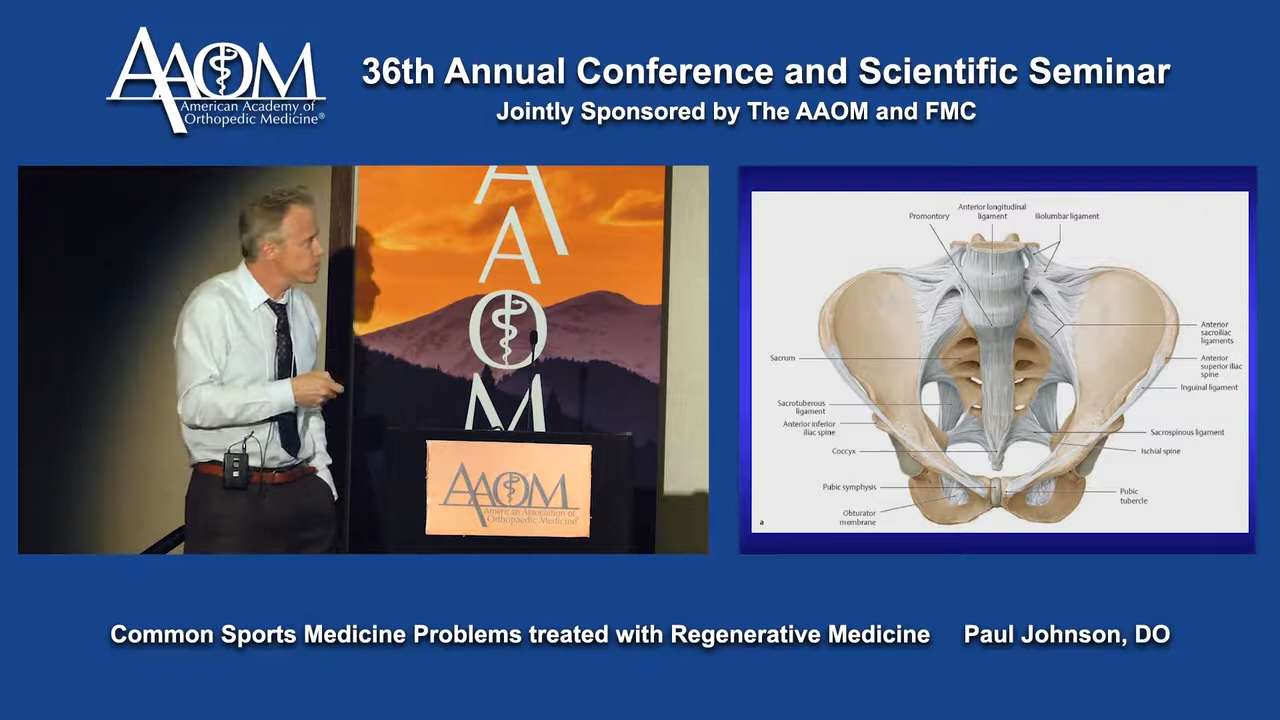 AAOM
American Academy of
Orthopedic Medicine®
36th Annual Conference and Scientific Seminar
Jointly Sponsored by The AAOM and FMC
A
A
O
M
AAOM
American Association of
Orthopaedic Medicine®
Anterior longitudinal
ligament
Promontory
Iliolumbar ligament
Anterior
sacroiliac
ligaments
Sacrum
Anterior
superior iliac
spine
Inguinal ligament
Sacrotuberous
ligament
Anterior inferior
iliac spine
Sacrospinous ligament
Coccyx
Ischial spine
Pubic symphysis
Pubic
tubercle
Obturator
membrane
a
Common Sports Medicine Problems treated with Regenerative Medicine
Paul Johnson, DO